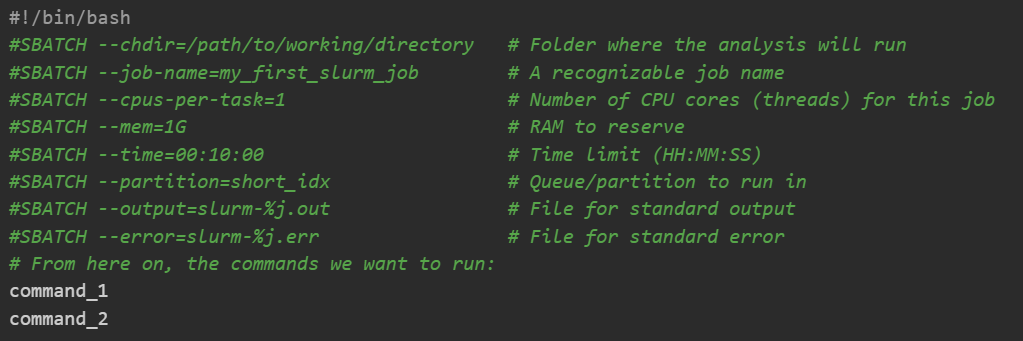 #!/bin/bash
#SBATCH --chdir=/path/to/working/directory   # Folder where the analysis will run
#SBATCH --job-name=my_first_slurm_job        # A recognizable job name
#SBATCH --cpus-per-task=1                    # Number of CPU cores (threads) for this job
#SBATCH --mem=1G                             # RAM to reserve
#SBATCH --time=00:10:00                      # Time limit (HH:MM:SS)
#SBATCH --partition=short_idx                # Queue/partition to run in
#SBATCH --output=slurm-%j.out                # File for standard output
#SBATCH --error=slurm-%j.err                 # File for standard error
# From here on, the commands we want to run:
command_1
command_2